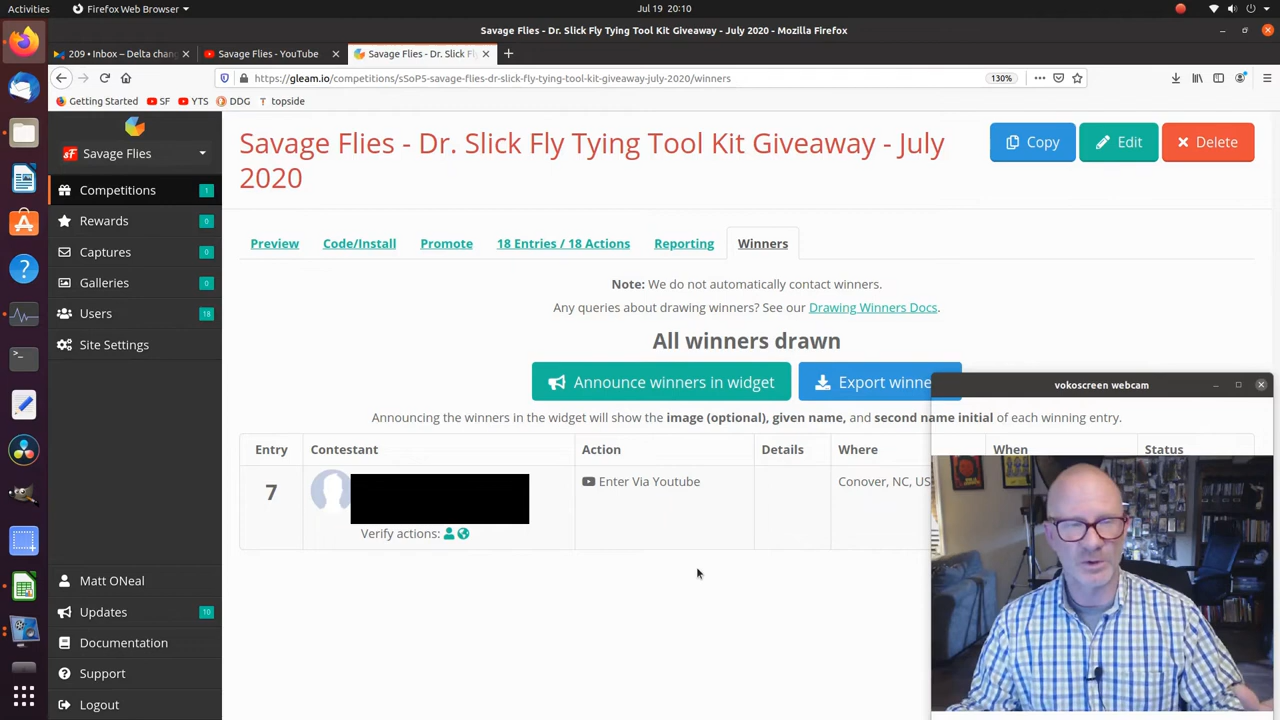 Activities
Firefox Web Browser
Jul 19 20:10
Savage Flies - Dr. Slick Fly Tying Tool Kit Giveaway - July 2020 - Mozilla Firefox
209 • Inbox – Delta chan
Savage Flies - YouTube
Savage Flies - Dr. Slick Fl
https://gleam.io/competitions/sSoP5-savage-flies-dr-slick-fly-tying-tool-kit-giveaway-july-2020/winners
130%
Getting Started
SF
YTS
DDG
topside
SF
Savage Flies
Competitions 1
Rewards 0
Captures 0
Galleries 0
Users 18
Site Settings
Matt ONeal
Updates 10
Documentation
Support
Logout
Savage Flies - Dr. Slick Fly Tying Tool Kit Giveaway - July
2020
Copy
Edit
Delete
Preview
Code/Install
Promote
18 Entries / 18 Actions
Reporting
Winners
Note: We do not automatically contact winners.
Any queries about drawing winners? See our Drawing Winners Docs.
All winners drawn
Announce winners in widget
Export winne
Announcing the winners in the widget will show the image (optional), given name, and second name initial of each winning entry.
Entry Contestant Action Details Where When Status
7
Enter Via Youtube
Conover, NC, US
Verify actions:
vokoscreen webcam